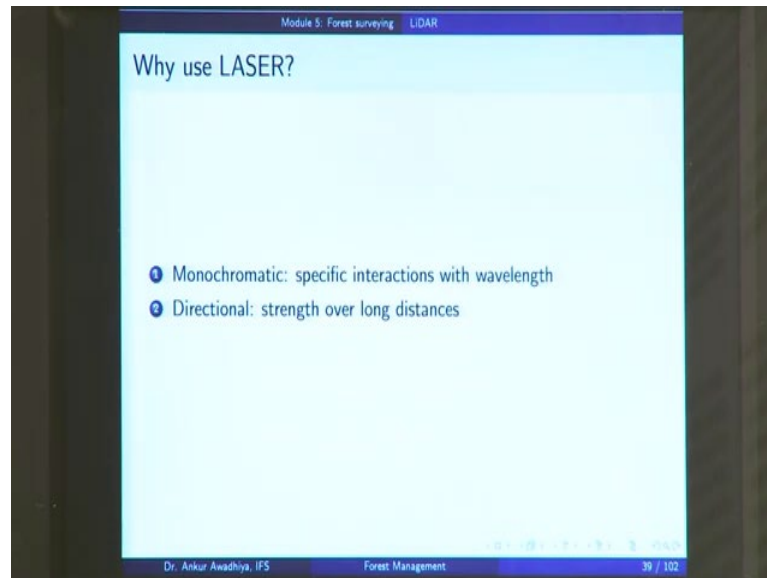 Module 5: Forest surveying LiDAR
Why use LASER?
1 Monochromatic: specific interactions with wavelength
2 Directional: strength over long distances
Dr. Ankur Awadhiya, IFS Forest Management 39 / 102